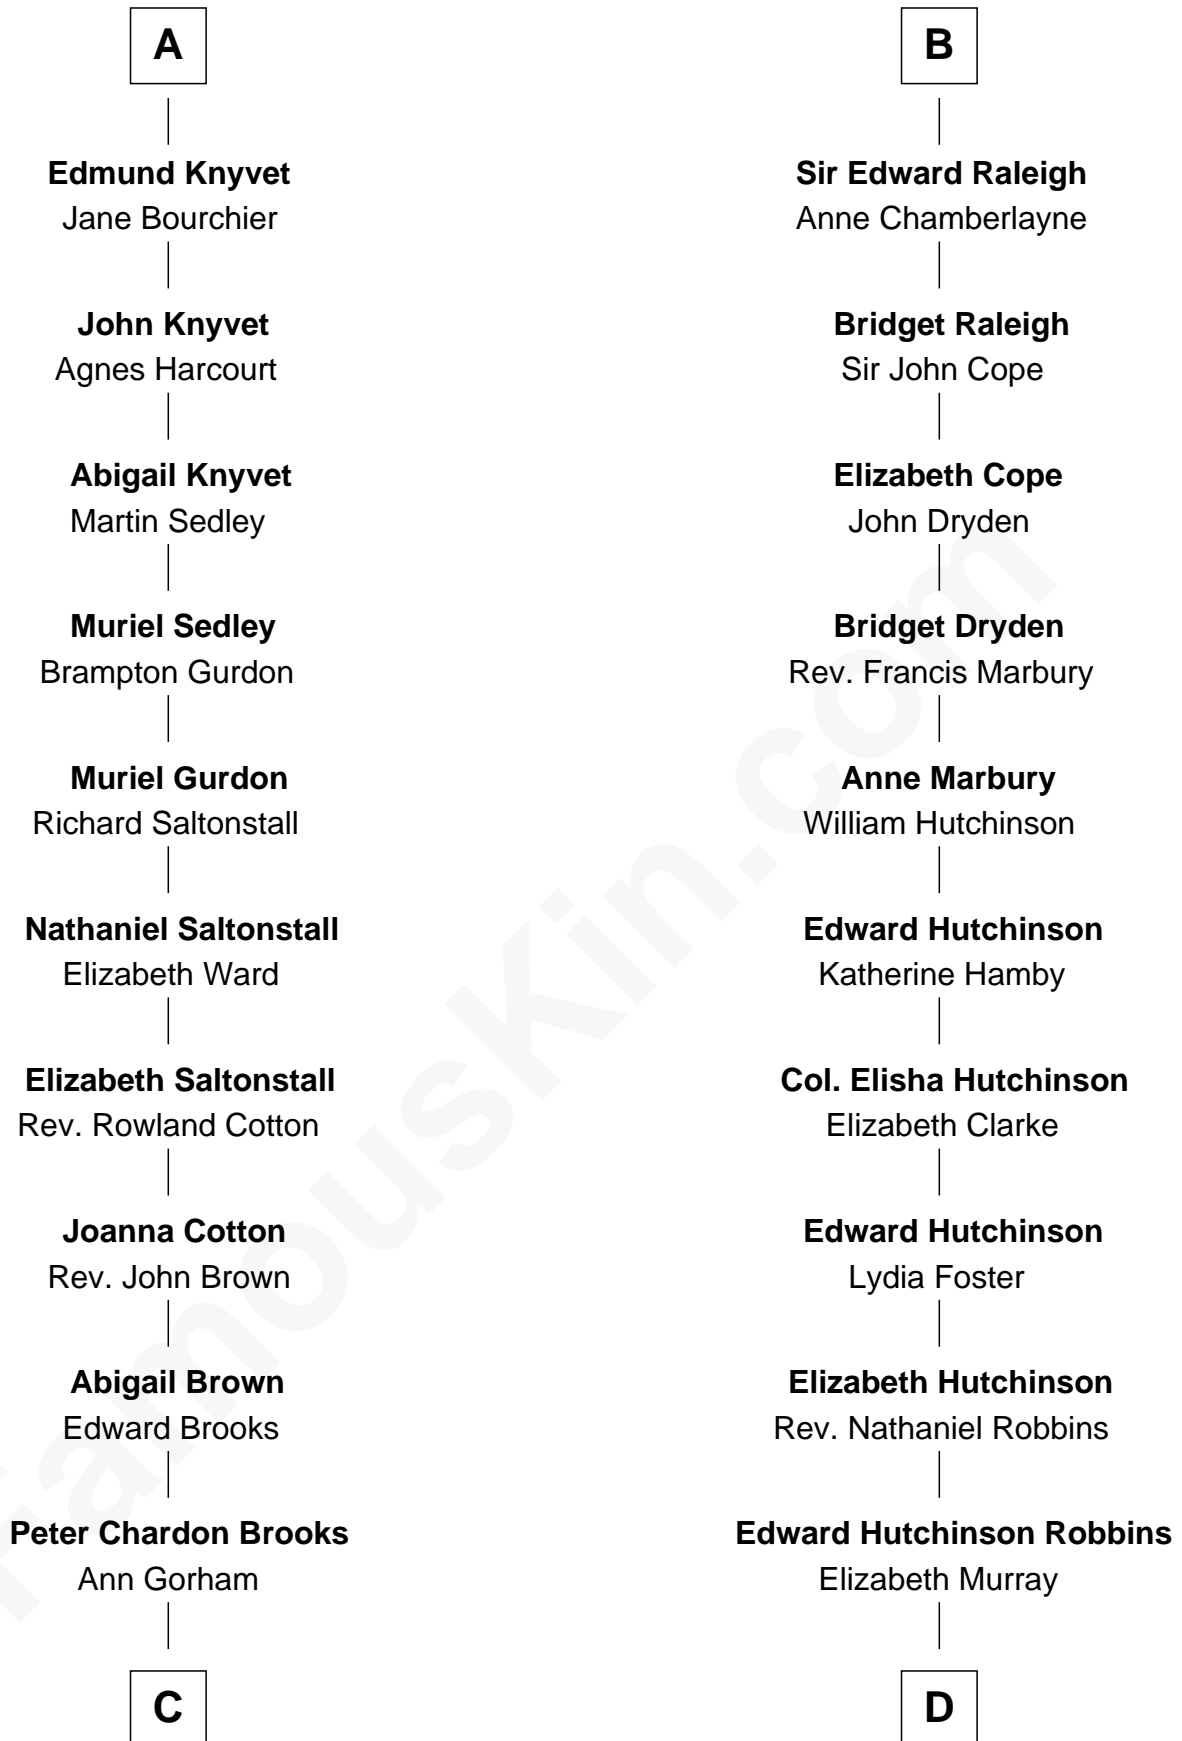 A
Edmund Knyvet
Jane Bourchier
John Knyvet
Agnes Harcourt
Abigail Knyvet
Martin Sedley
Muriel Sedley
Brampton Gurdon
Muriel Gurdon
Richard Saltonstall
Nathaniel Saltonstall
Elizabeth Ward
Elizabeth Saltonstall
Rev. Rowland Cotton
Joanna Cotton
Rev. John Brown
Abigail Brown
Edward Brooks
Peter Chardon Brooks
Ann Gorham
C
B
Sir Edward Raleigh
Anne Chamberlayne
Bridget Raleigh
Sir John Cope
Elizabeth Cope
John Dryden
Bridget Dryden
Rev. Francis Marbury
Anne Marbury
William Hutchinson
Edward Hutchinson
Katherine Hamby
Col. Elisha Hutchinson
Elizabeth Clarke
Edward Hutchinson
Lydia Foster
Elizabeth Hutchinson
Rev. Nathaniel Robbins
Edward Hutchinson Robbins
Elizabeth Murray
D
FamousKin.com